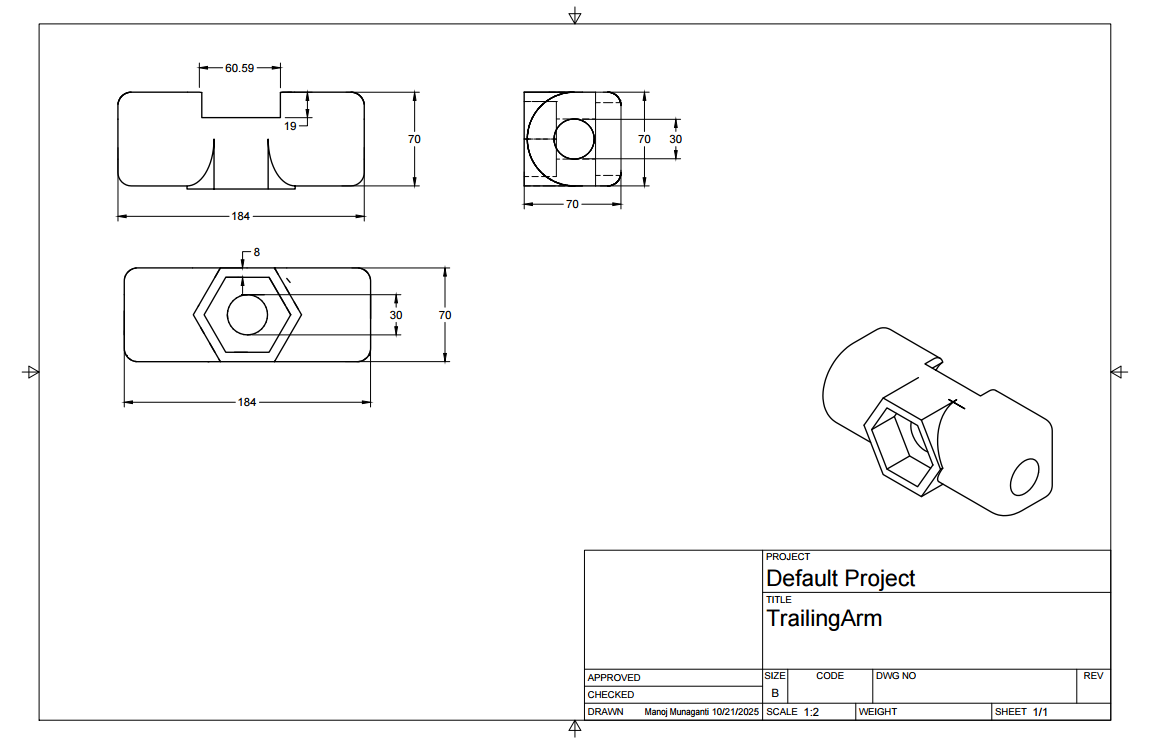 60.59
19
70
184
70
30
70
8
30
70
184
PROJECT
Default Project
TITLE
TrailingArm
APPROVED
CHECKED
DRAWN Manoj Munaganti 10/21/2025
SIZE CODE DWG NO REV
B
SCALE 1:2 WEIGHT SHEET 1/1